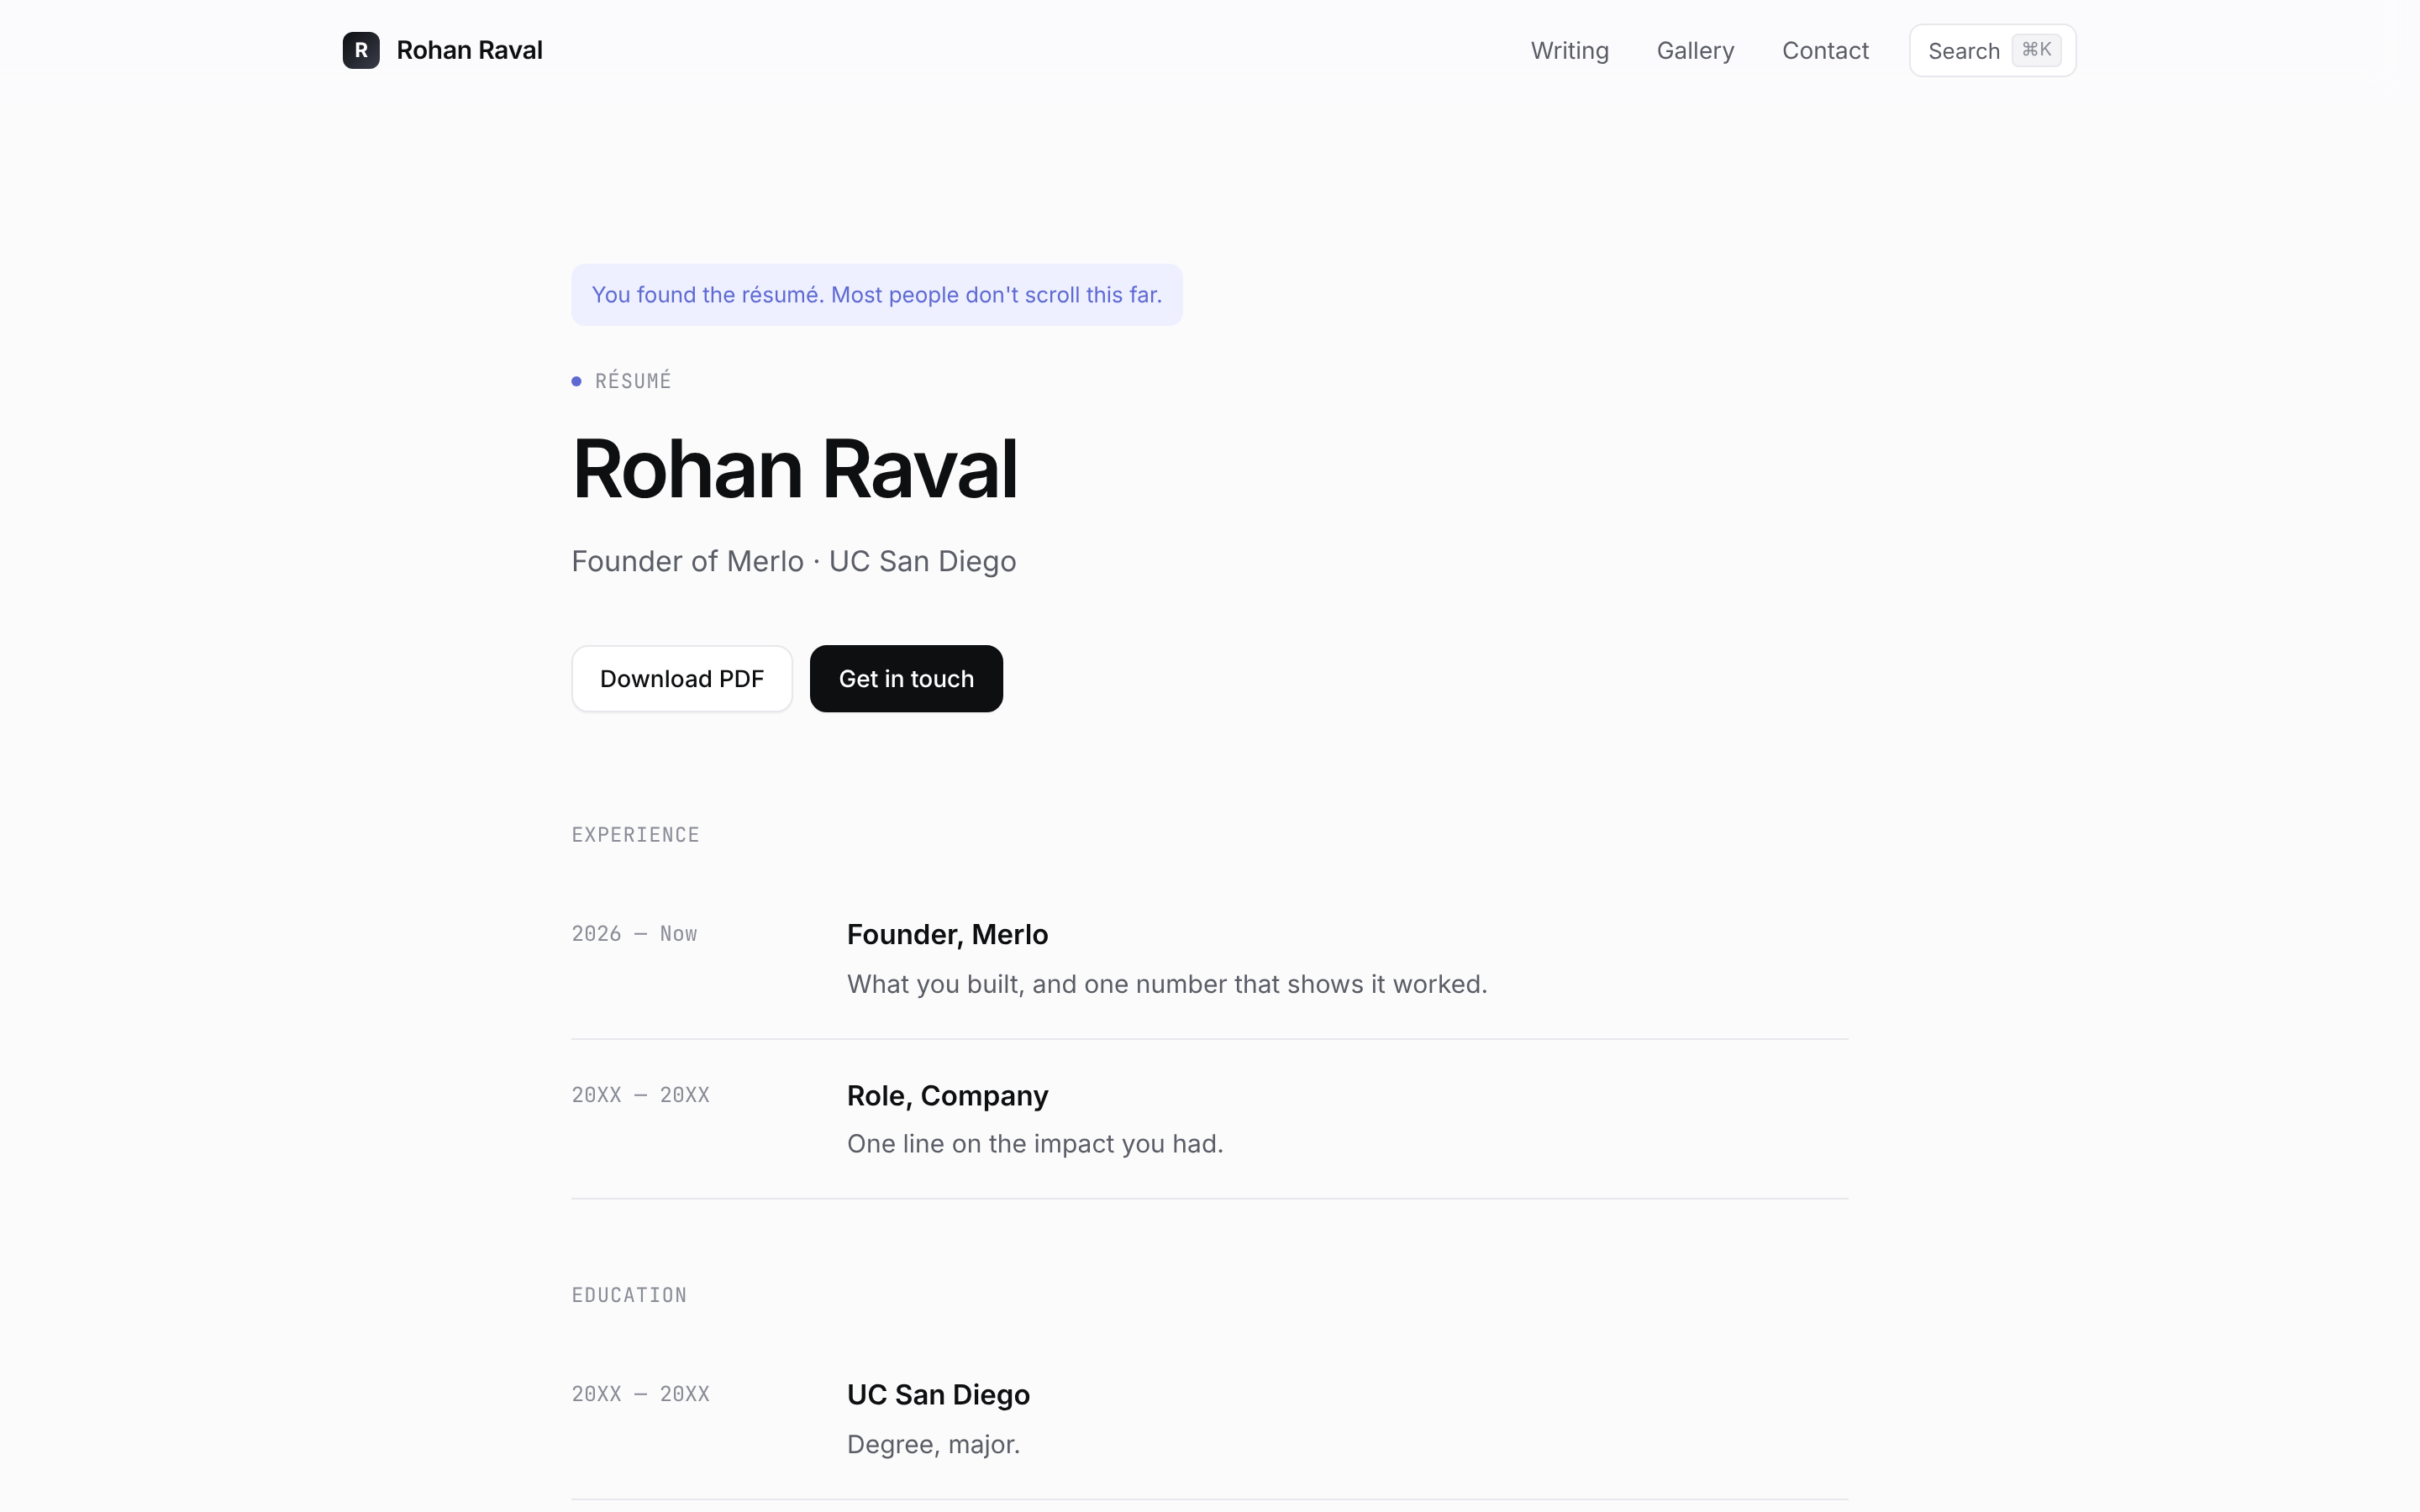 R Rohan Raval
Writing Gallery Contact Search ⌘K
You found the résumé. Most people don't scroll this far.
RÉSUMÉ
Rohan Raval
Founder of Merlo · UC San Diego
Download PDF Get in touch
EXPERIENCE
2026 — Now Founder, Merlo
What you built, and one number that shows it worked.
20XX — 20XX Role, Company
One line on the impact you had.
EDUCATION
20XX — 20XX UC San Diego
Degree, major.